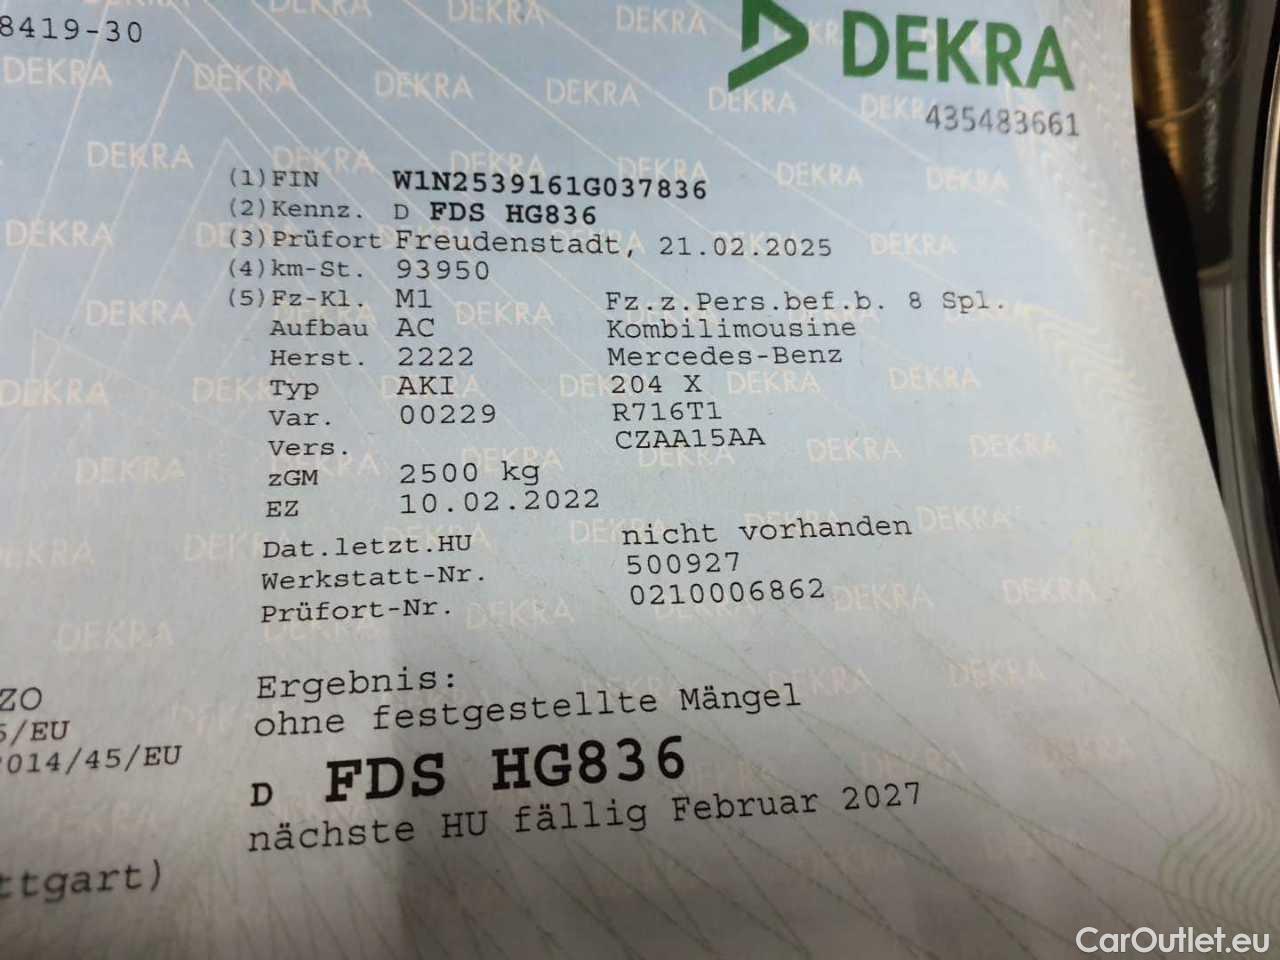 8419-30
DEKRA
435483661
(1) FIN W1N2539161G037836
(2) Kennz. D FDS HG836
(3) Prüfort Freudenstadt, 21.02.2025
(4) km-St. 93950
(5) Fz-Kl. M1 Fz.z.Pers.bef.b. 8 Spl.
Aufbau AC Kombilimousine
Herst. 2222 Mercedes-Benz
Typ AKI 204 X
Var. 00229 R716T1
Vers. CZAA15AA
zGM 2500 kg
EZ 10.02.2022
Dat.letzt.HU nicht vorhanden
Werkstatt-Nr. 500927
Prüfort-Nr. 0210006862
Ergebnis:
ohne festgestellte Mängel
D FDS HG836
nächste HU fällig Februar 2027
ZO
5/EU
2014/45/EU
ttgart)
CarOutlet.eu